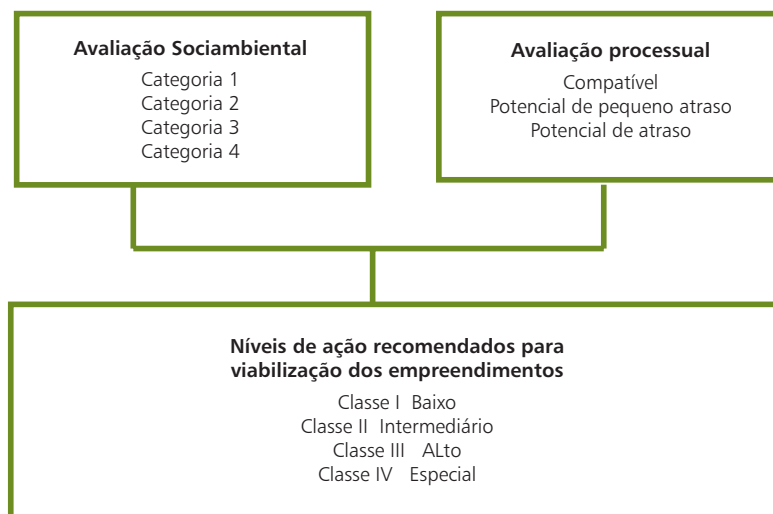 Avaliação Sociambiental
Categoria 1
Categoria 2
Categoria 3
Categoria 4
Avaliação processual
Compatível
Potencial de pequeno atraso
Potencial de atraso
Níveis de ação recomendados para
viabilização dos empreendimentos
Classe I Baixo
Classe II Intermediário
Classe III ALto
Classe IV Especial